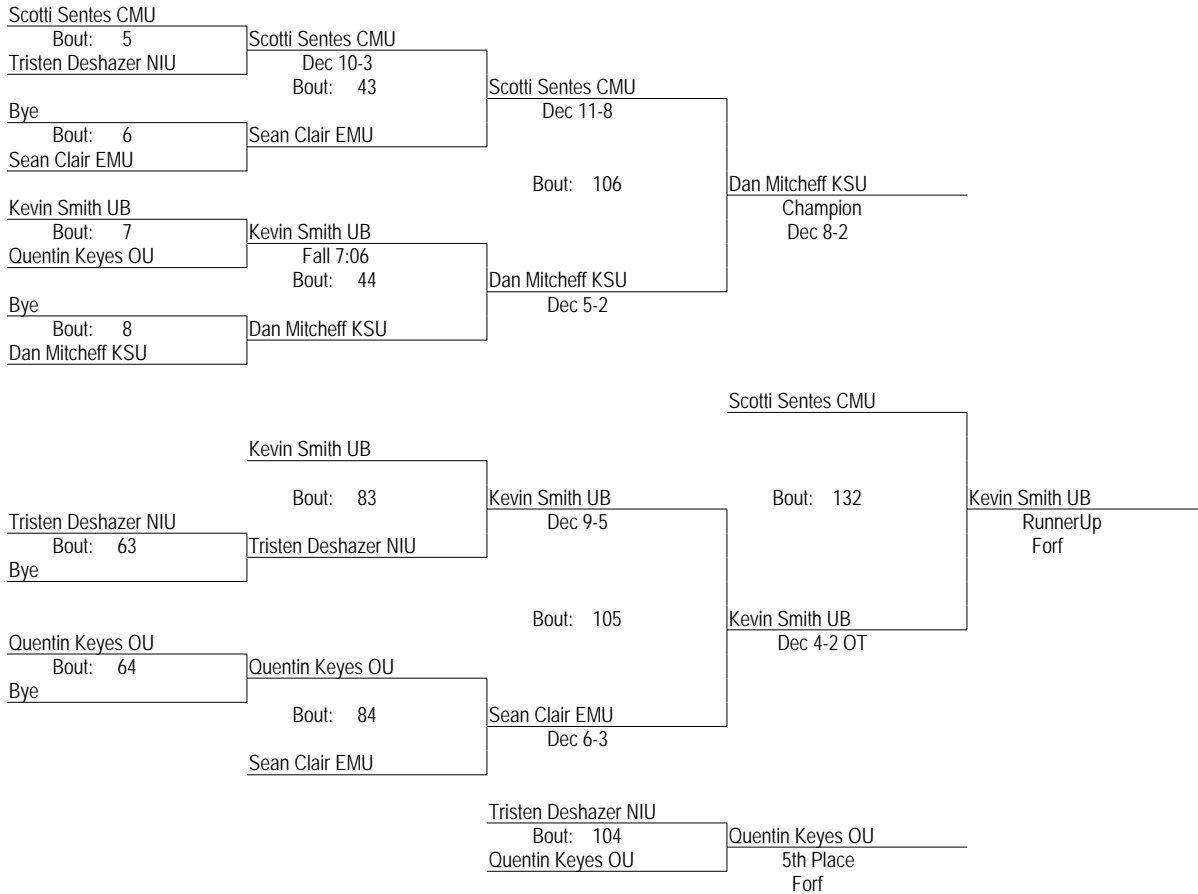 Scotti Sentes CMU
Bout: 5
Tristen Deshazer NIU
Scotti Sentes CMU
Dec 10-3
Bout: 43
Bye
Bout: 6
Sean Clair EMU
Sean Clair EMU
Scotti Sentes CMU
Dec 11-8
Bout: 106
Kevin Smith UB
Bout: 7
Quentin Keyes OU
Kevin Smith UB
Fall 7:06
Bout: 44
Bye
Bout: 8
Dan Mitcheff KSU
Dan Mitcheff KSU
Dan Mitcheff KSU
Dec 5-2
Dan Mitcheff KSU
Champion
Dec 8-2
Scotti Sentes CMU
Kevin Smith UB
Bout: 83
Tristen Deshazer NIU
Bout: 63
Bye
Tristen Deshazer NIU
Kevin Smith UB
Dec 9-5
Bout: 132
Kevin Smith UB
RunnerUp
Forf
Bout: 105
Kevin Smith UB
Dec 4-2 OT
Quentin Keyes OU
Bout: 64
Bye
Quentin Keyes OU
Bout: 84
Sean Clair EMU
Sean Clair EMU
Dec 6-3
Tristen Deshazer NIU
Bout: 104
Quentin Keyes OU
Quentin Keyes OU
5th Place
Forf